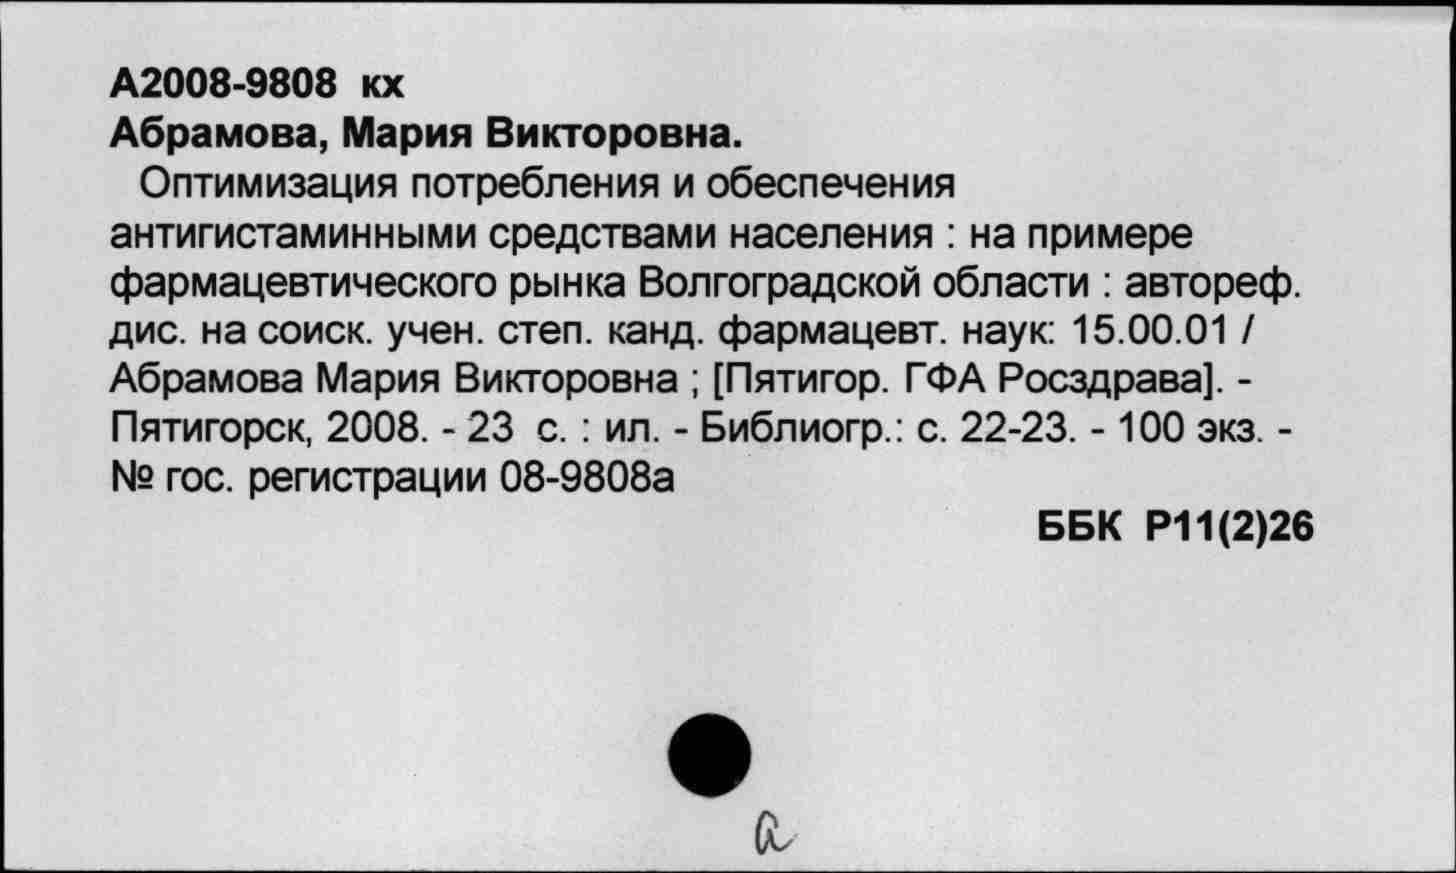 А2008-9808 кх
Абрамова, Мария Викторовна.
Оптимизация потребления и обеспечения
антигистаминными средствами населения : на примере
фармацевтического рынка Волгоградской области : автореф.
дис. на соиск. учен. степ. канд. фармацевт. наук: 15.00.01 /
Абрамова Мария Викторовна ; [Пятигор. ГФА Росздрава]. -
Пятигорск, 2008. - 23 с. : ил. - Библиогр.: с. 22-23. - 100 экз. -
№ гос. регистрации 08-9808а
ББК Р11(2)26
а